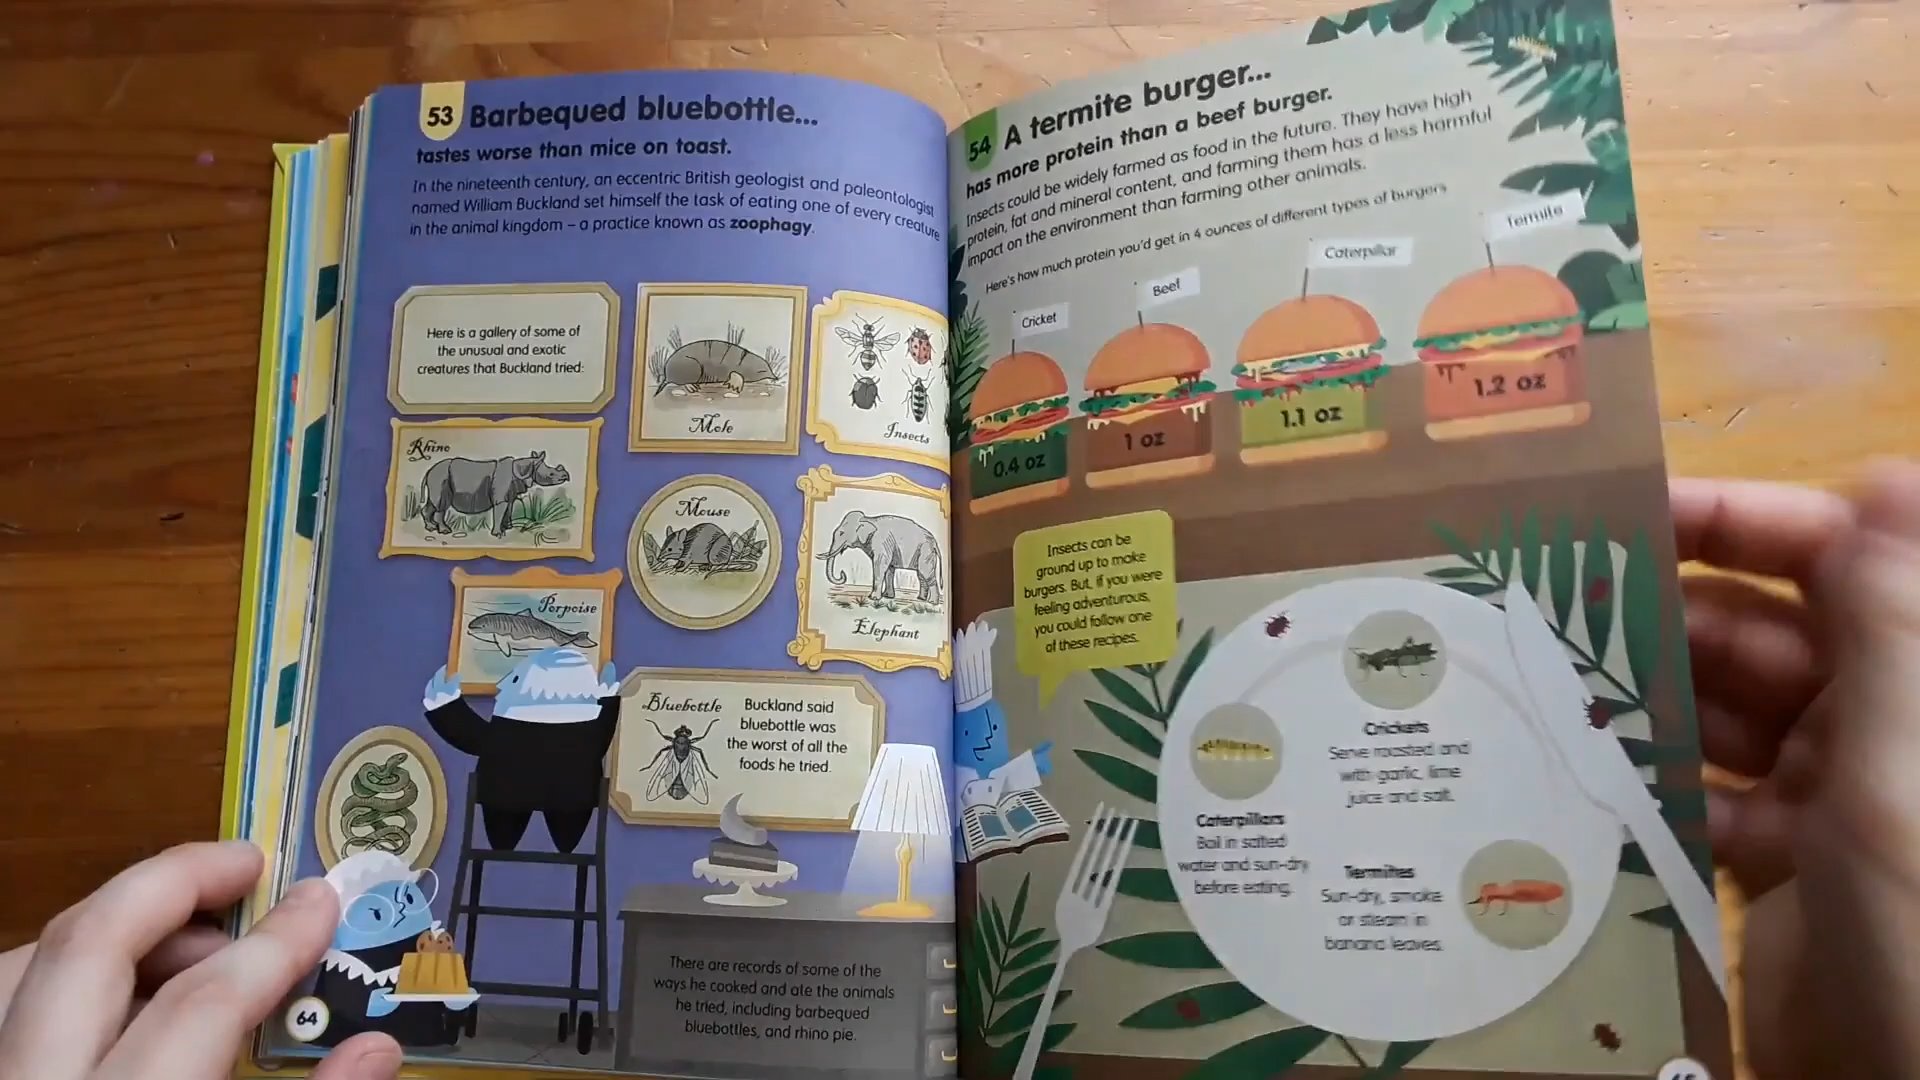 53 Barbequed bluebottle...
tastes worse than mice on toast.
In the nineteenth century, an eccentric British geologist and paleontologist
named William Buckland set himself the task of eating one of every creature
in the animal kingdom – a practice known as zoophagy.
Here is a gallery of some of
the unusual and exotic
creatures that Buckland tried:
Mole
Insects
Rhino
Mouse
Elephant
Porpoise
Bluebottle
Buckland said
bluebottle was
the worst of all the
foods he tried.
There are records of some of the
ways he cooked and ate the animals
he tried, including barbequed
bluebottles, and rhino pie.
64
54 A termite burger...
has more protein than a beef burger.
Insects could be widely farmed as food in the future. They have high
protein, fat and mineral content, and farming them has a less harmful
impact on the environment than farming other animals.
Here's how much protein you'd get in 4 ounces of different types of burgers
Cricket
Beef
Caterpillar
Termite
0.4 oz
1 oz
1.1 oz
1.2 oz
Insects can be
ground up to make
burgers. But, if you were
feeling adventurous,
you could follow one
of these recipes.
Crickets
Serve roasted and
with garlic, lime
juice and salt.
Caterpillars
Boil in salted
water and sun-dry
before eating.
Termites
Sun-dry, smoke
or steam in
banana leaves.